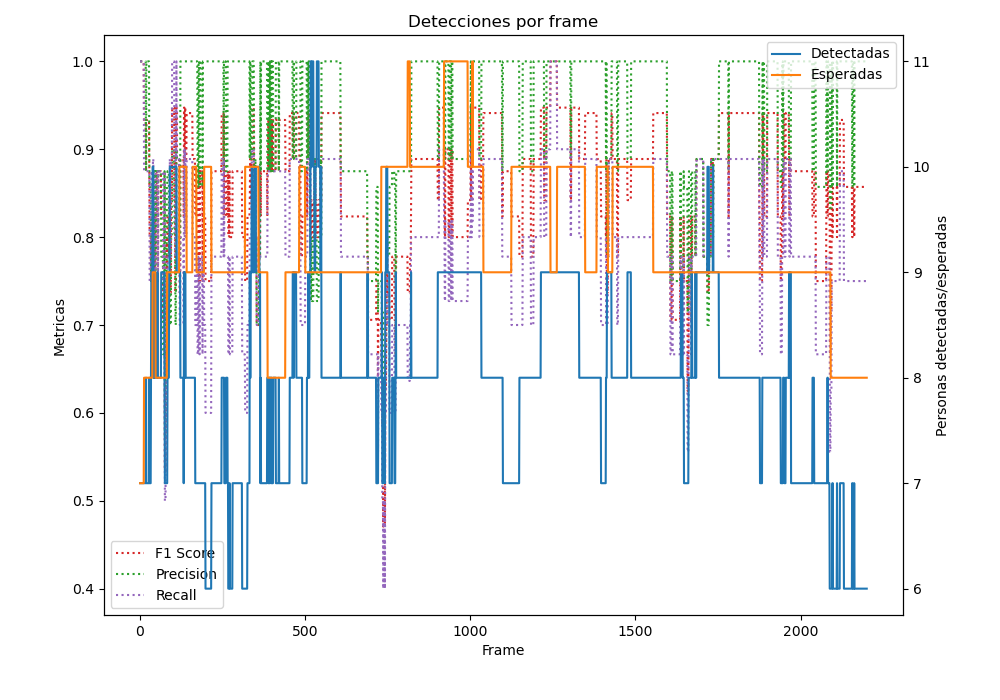 Detecciones por frame
Detectadas
Esperadas
1.0
0.9
0.8
0.7
0.6
0.5
0.4
Metricas
11
10
9
8
7
6
Personas detectadas/esperadas
F1 Score
Precision
Recall
0
500
1000
1500
2000
Frame